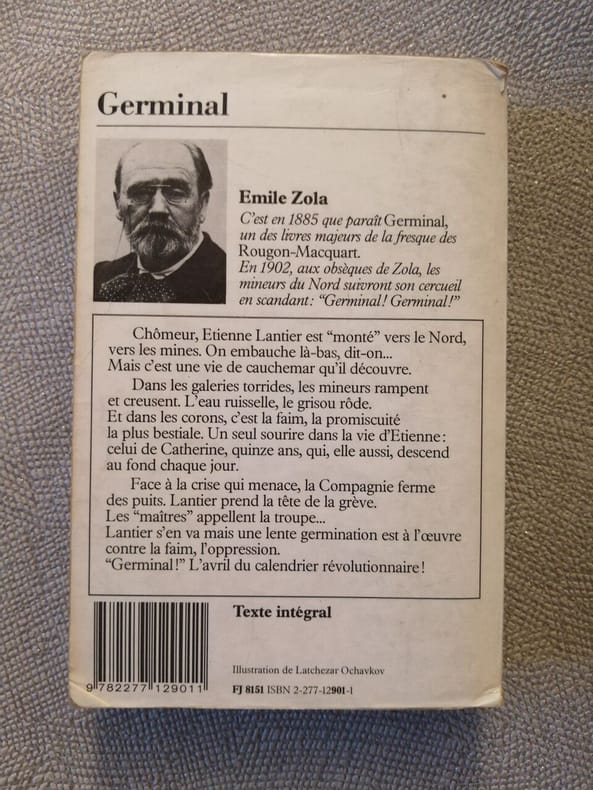 Germinal
Emile Zola
C'est en 1885 que paraît Germinal,
un des livres majeurs de la fresque des
Rougon-Macquart.
En 1902, aux obsèques de Zola, les
mineurs du Nord suivront son cercueil
en scandant : “Germinal ! Germinal !”
Chômeur, Etienne Lantier est “monté” vers le Nord,
vers les mines. On embauche là-bas, dit-on...
Mais c'est une vie de cauchemar qu'il découvre.
Dans les galeries torrides, les mineurs rampent
et creusent. L'eau ruisselle, le grisou rôde.
Et dans les corons, c'est la faim, la promiscuité
la plus bestiale. Un seul sourire dans la vie d'Etienne :
celui de Catherine, quinze ans, qui, elle aussi, descend
au fond chaque jour.
Face à la crise qui menace, la Compagnie ferme
des puits. Lantier prend la tête de la grève.
Les “maîtres” appellent la troupe...
Lantier s'en va mais une lente germination est à l'œuvre
contre la faim, l'oppression.
“Germinal !” L'avril du calendrier révolutionnaire !
Texte intégral
Illustration de Latchezar Ochavkov
9 782277 129011
FJ 8151 ISBN 2-277-12901-1